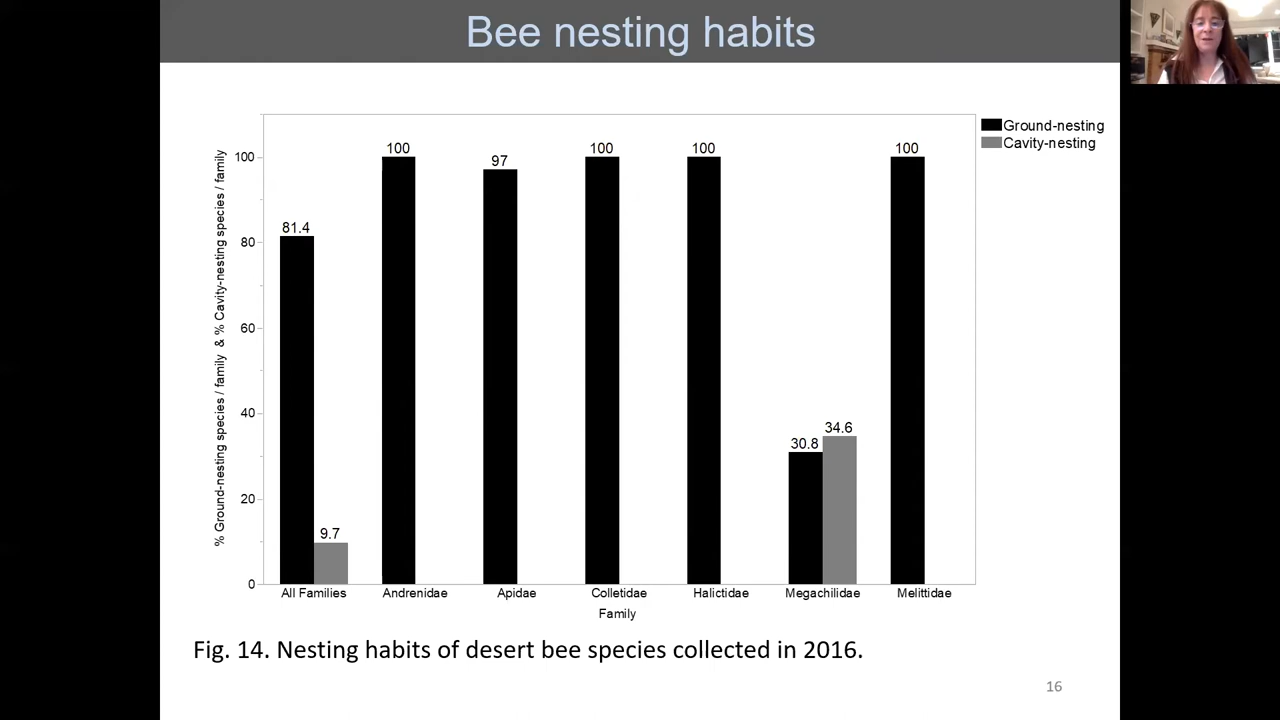 Bee nesting habits
Ground-nesting
Cavity-nesting
% Ground-nesting species / family & % Cavity-nesting species / family
100
80
60
40
20
0
81.4
9.7
100
97
100
100
30.8
34.6
100
All Families
Andrenidae
Apidae
Colletidae
Halictidae
Megachilidae
Melittidae
Family
Fig. 14. Nesting habits of desert bee species collected in 2016.
16